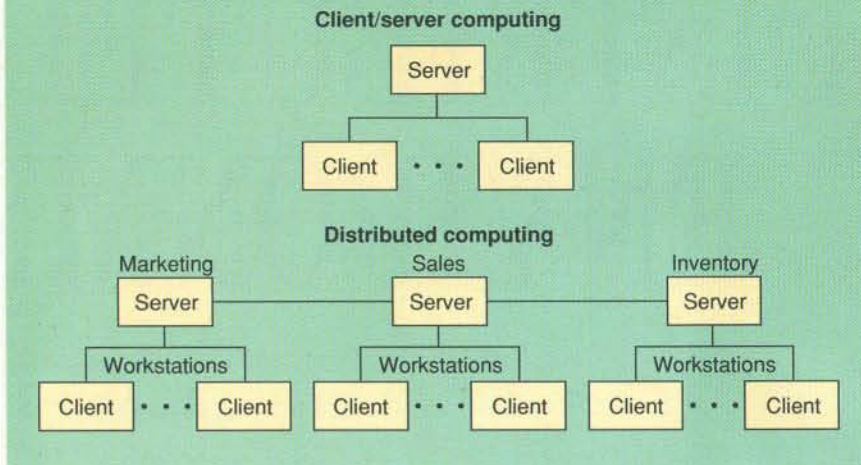 Client/server computing
Server
Client • • • Client
Distributed computing
Marketing Sales Inventory
Server Server Server
Workstations Workstations Workstations
Client • • • Client Client • • • Client Client • • • Client